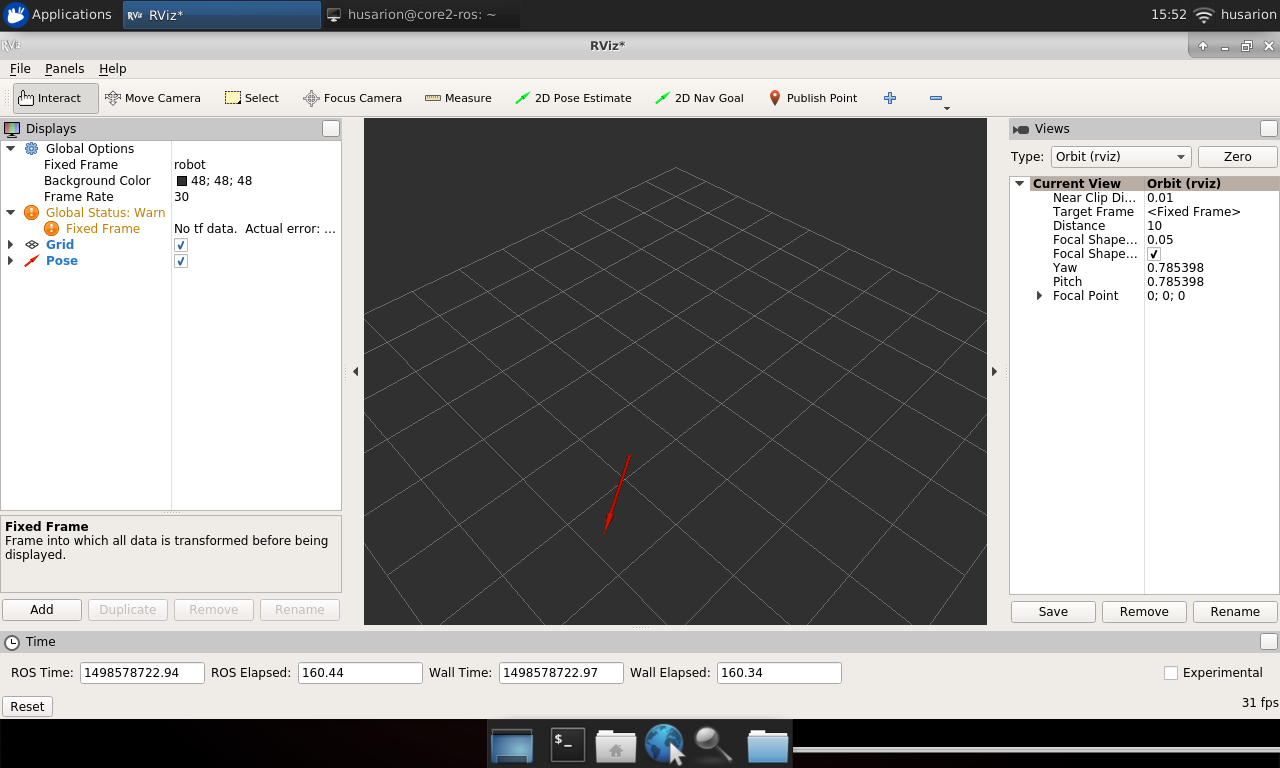 Applications RViz RViz* husarion@core2-ros: ~ 15:52 husarion
RViz RViz*
File Panels Help
Interact Move Camera Select Focus Camera Measure 2D Pose Estimate 2D Nav Goal Publish Point
Displays
Global Options
Fixed Frame robot
Background Color 48; 48; 48
Frame Rate 30
Global Status: Warn
Fixed Frame No tf data. Actual error: ...
Grid
Pose
Fixed Frame
Frame into which all data is transformed before being
displayed.
Add Duplicate Remove Rename
Views
Type: Orbit (rviz) Zero
Current View Orbit (rviz)
Near Clip Di... 0.01
Target Frame <Fixed Frame>
Distance 10
Focal Shape... 0.05
Focal Shape...
Yaw 0.785398
Pitch 0.785398
Focal Point 0; 0; 0
Save Remove Rename
Time
ROS Time: 1498578722.94 ROS Elapsed: 160.44 Wall Time: 1498578722.97 Wall Elapsed: 160.34 Experimental
Reset 31 fps
$_